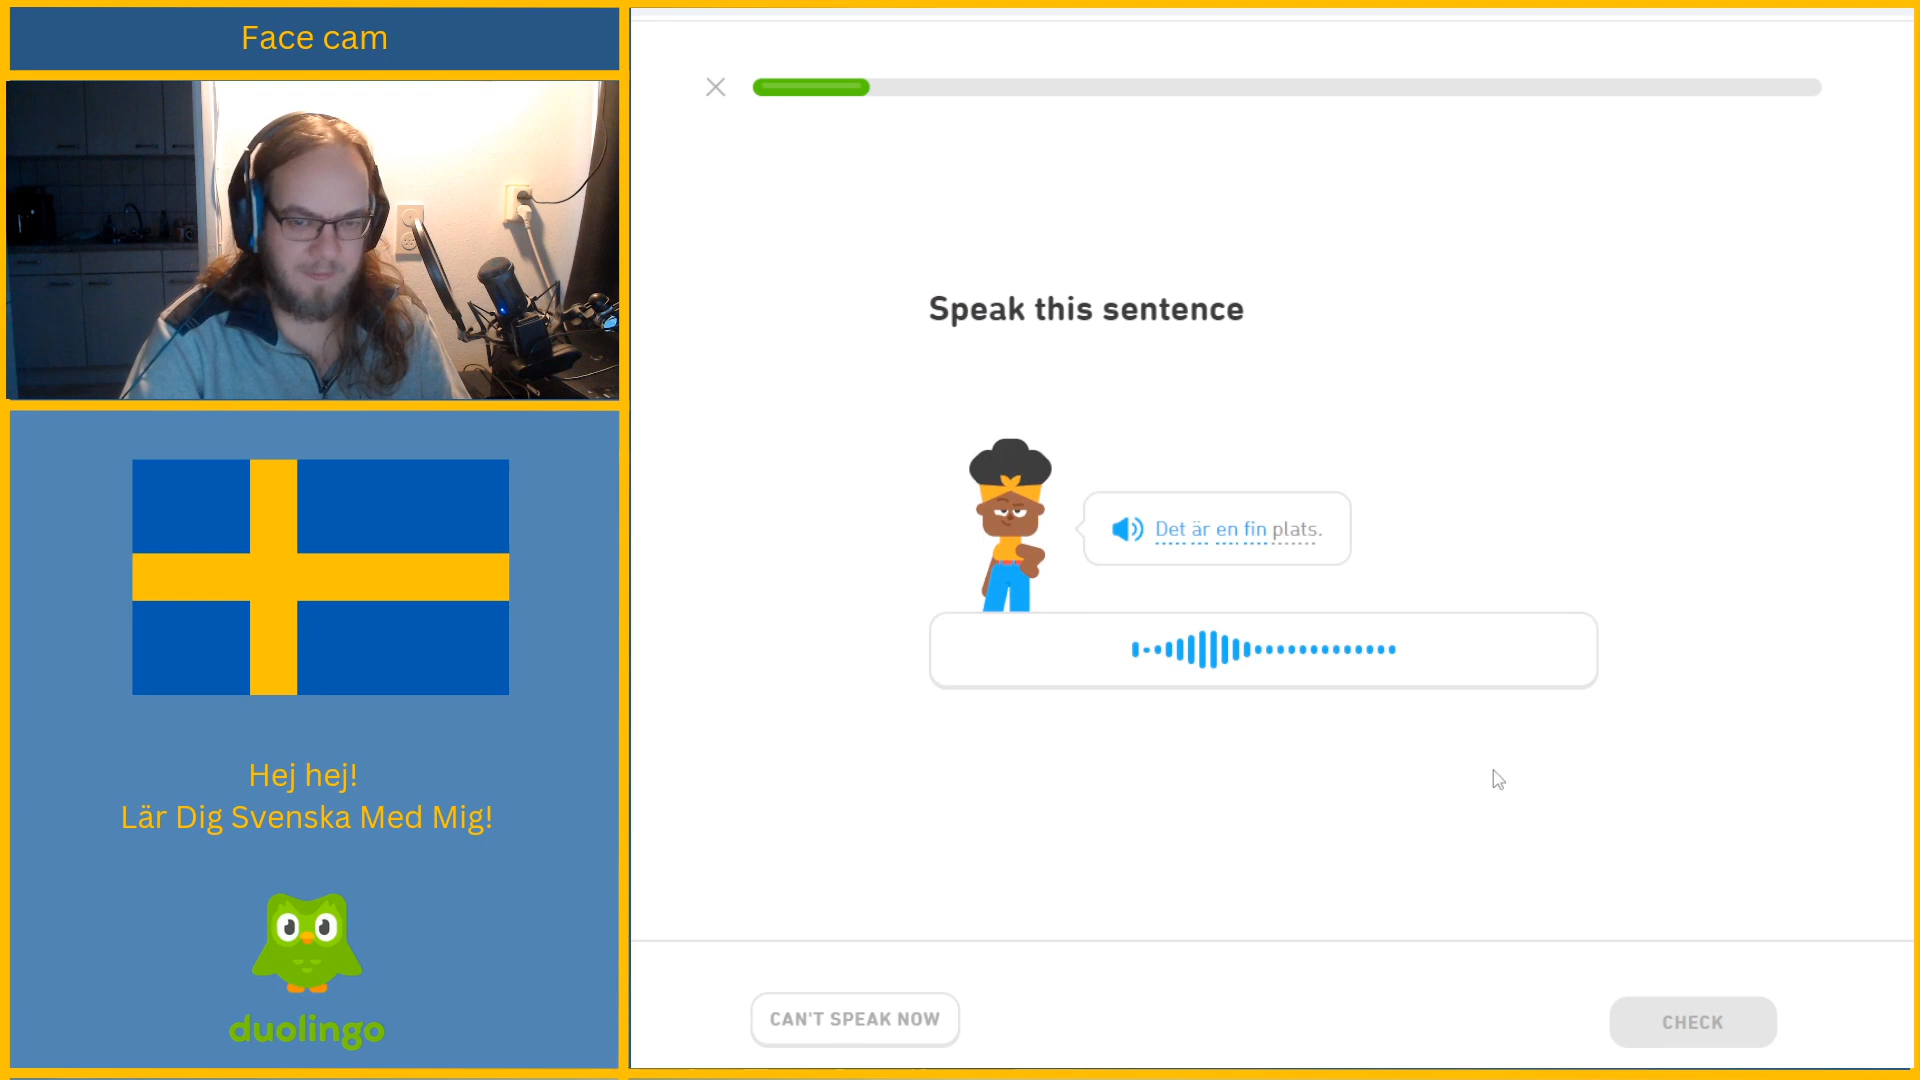 Face cam
Speak this sentence
Det är en fin plats.
Hej hej!
Lär Dig Svenska Med Mig!
duolingo
CAN'T SPEAK NOW
CHECK